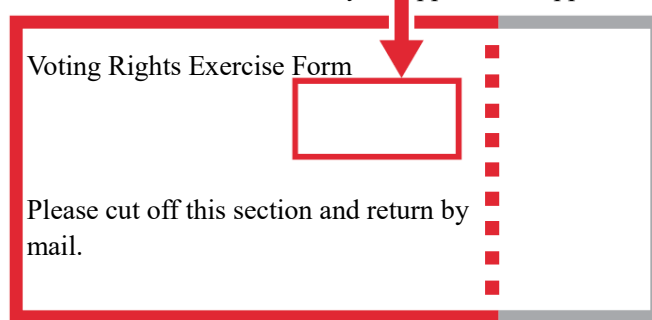 Voting Rights Exercise Form
Please cut off this section and return by
mail.